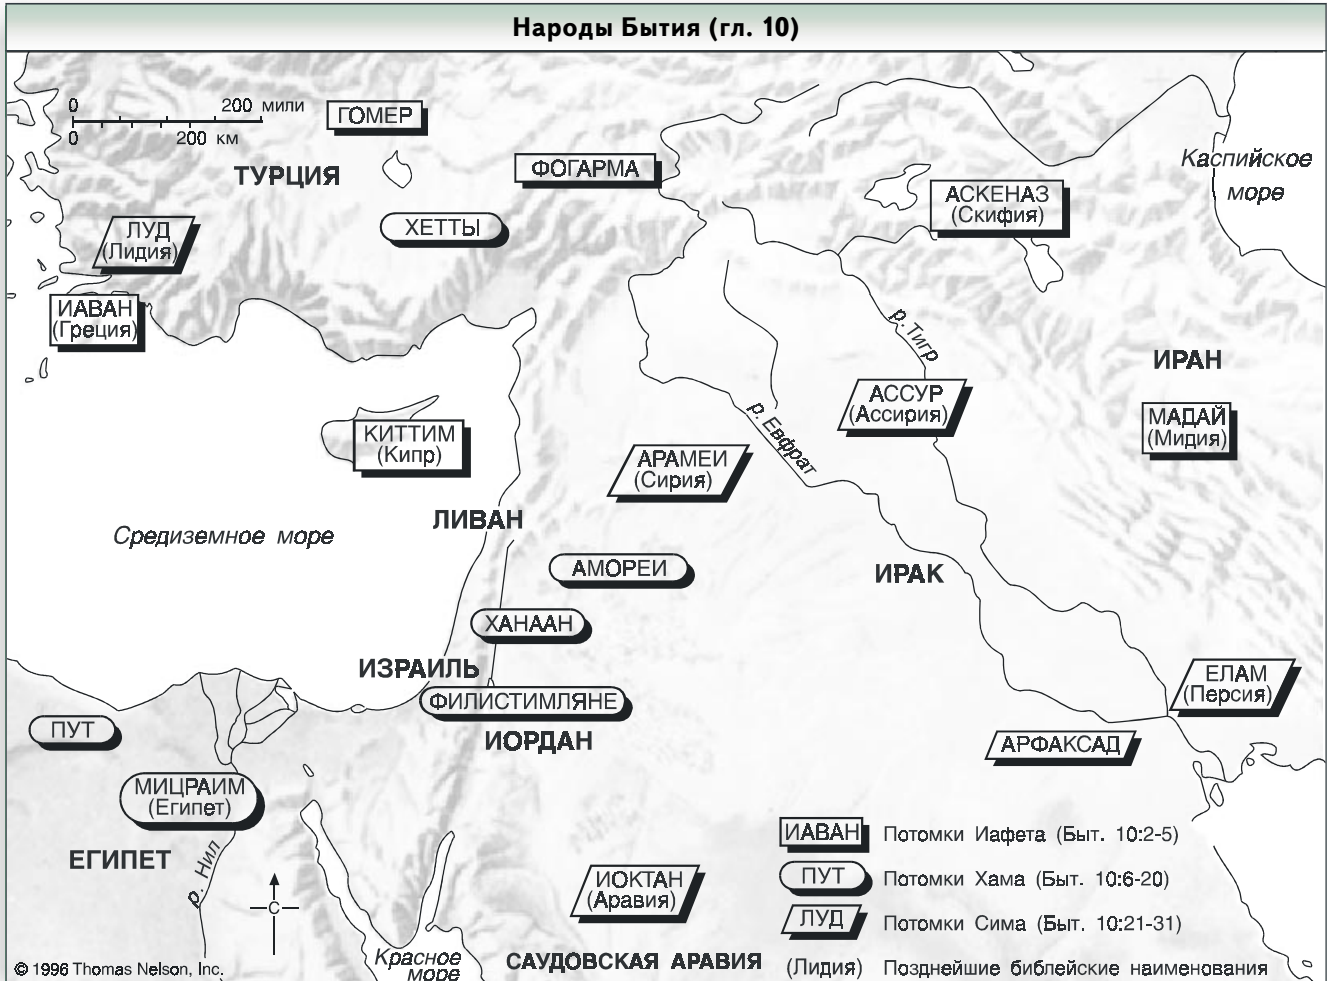 Народы Бытия (гл. 10)
0 200 мили
0 200 км
ГОМЕР
ТУРЦИЯ
ФОГАРМА
Каспийское
море
АСКЕНАЗ
(Скифия)
ХЕТТЫ
ЛУД
(Лидия)
ИАВАН
(Греция)
р. Тигр
ИРАН
АССУР
(Ассирия)
МАДАЙ
(Мидия)
р. Евфрат
КИТТИМ
(Кипр)
АРАМЕИ
(Сирия)
ЛИВАН
Средиземное море
АМОРЕИ
ИРАК
ХАНААН
ИЗРАИЛЬ
ЕЛАМ
(Персия)
ФИЛИСТИМЛЯНЕ
ПУТ
ИОРДАН
АРФАКСАД
МИЦРАИМ
(Египет)
ЕГИПЕТ
р. Нил
С
ИОКТАН
(Аравия)
ИАВАН Потомки Иафета (Быт. 10:2-5)
ПУТ Потомки Хама (Быт. 10:6-20)
ЛУД Потомки Сима (Быт. 10:21-31)
(Лидия) Позднейшие библейские наименования
Красное
море
САУДОВСКАЯ АРАВИЯ
© 1996 Thomas Nelson, Inc.